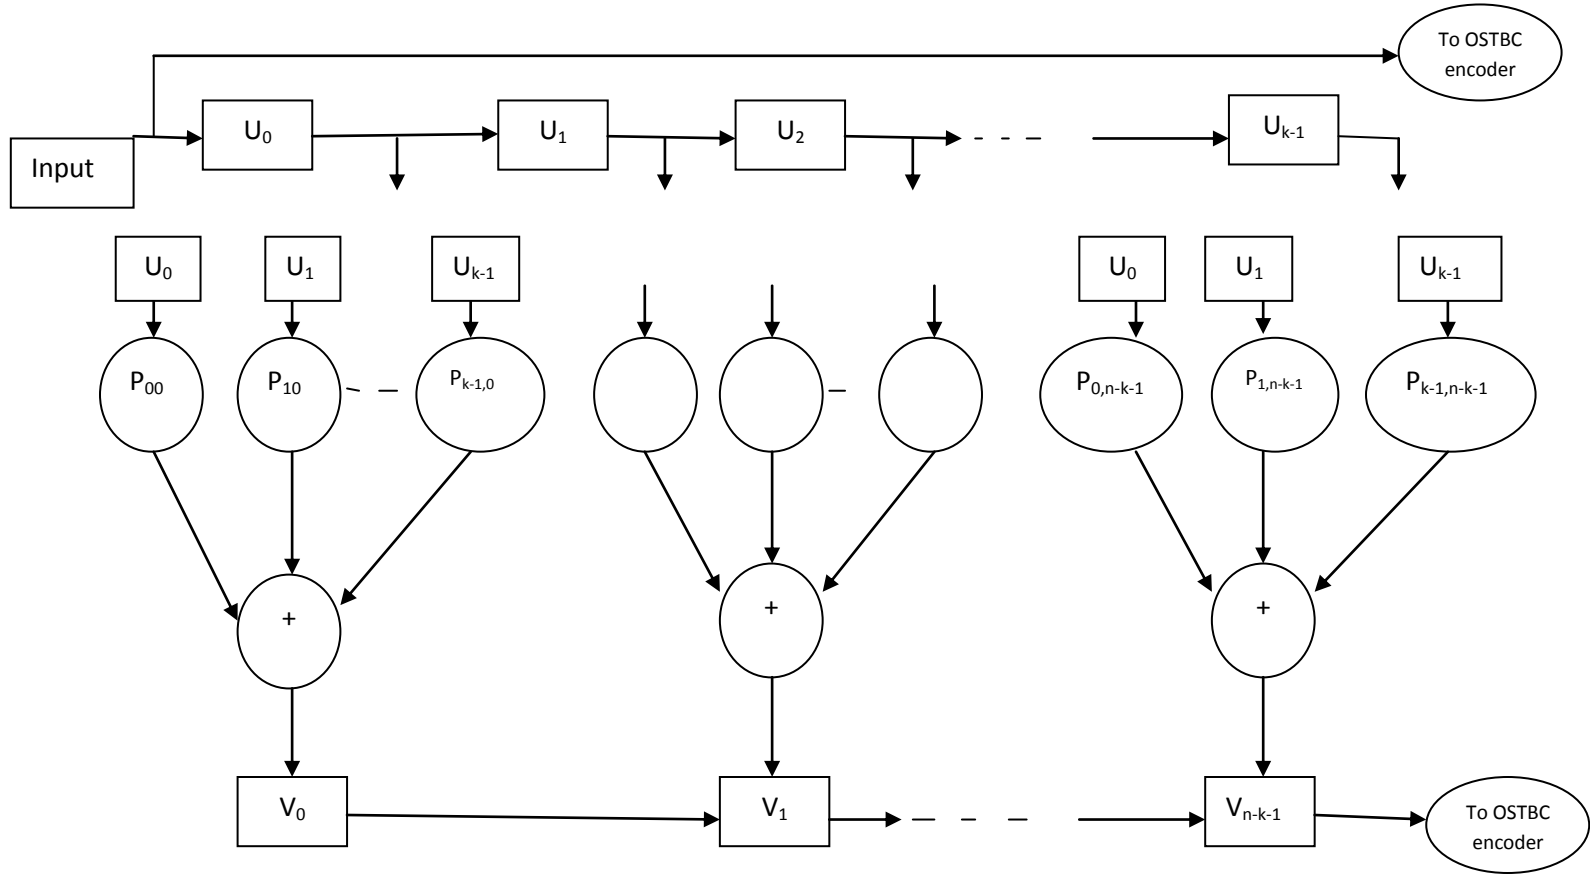 To OSTBC
encoder
Input
U₀
U₁
U₂
- - -
Uₖ₋₁
U₀
U₁
Uₖ₋₁
U₀
U₁
Uₖ₋₁
P₀₀
P₁₀
- –
Pₖ₋₁,₀
–
P₀,ₙ₋ₖ₋₁
P₁,ₙ₋ₖ₋₁
Pₖ₋₁,ₙ₋ₖ₋₁
+
+
+
V₀
V₁
– - –
Vₙ₋ₖ₋₁
To OSTBC
encoder